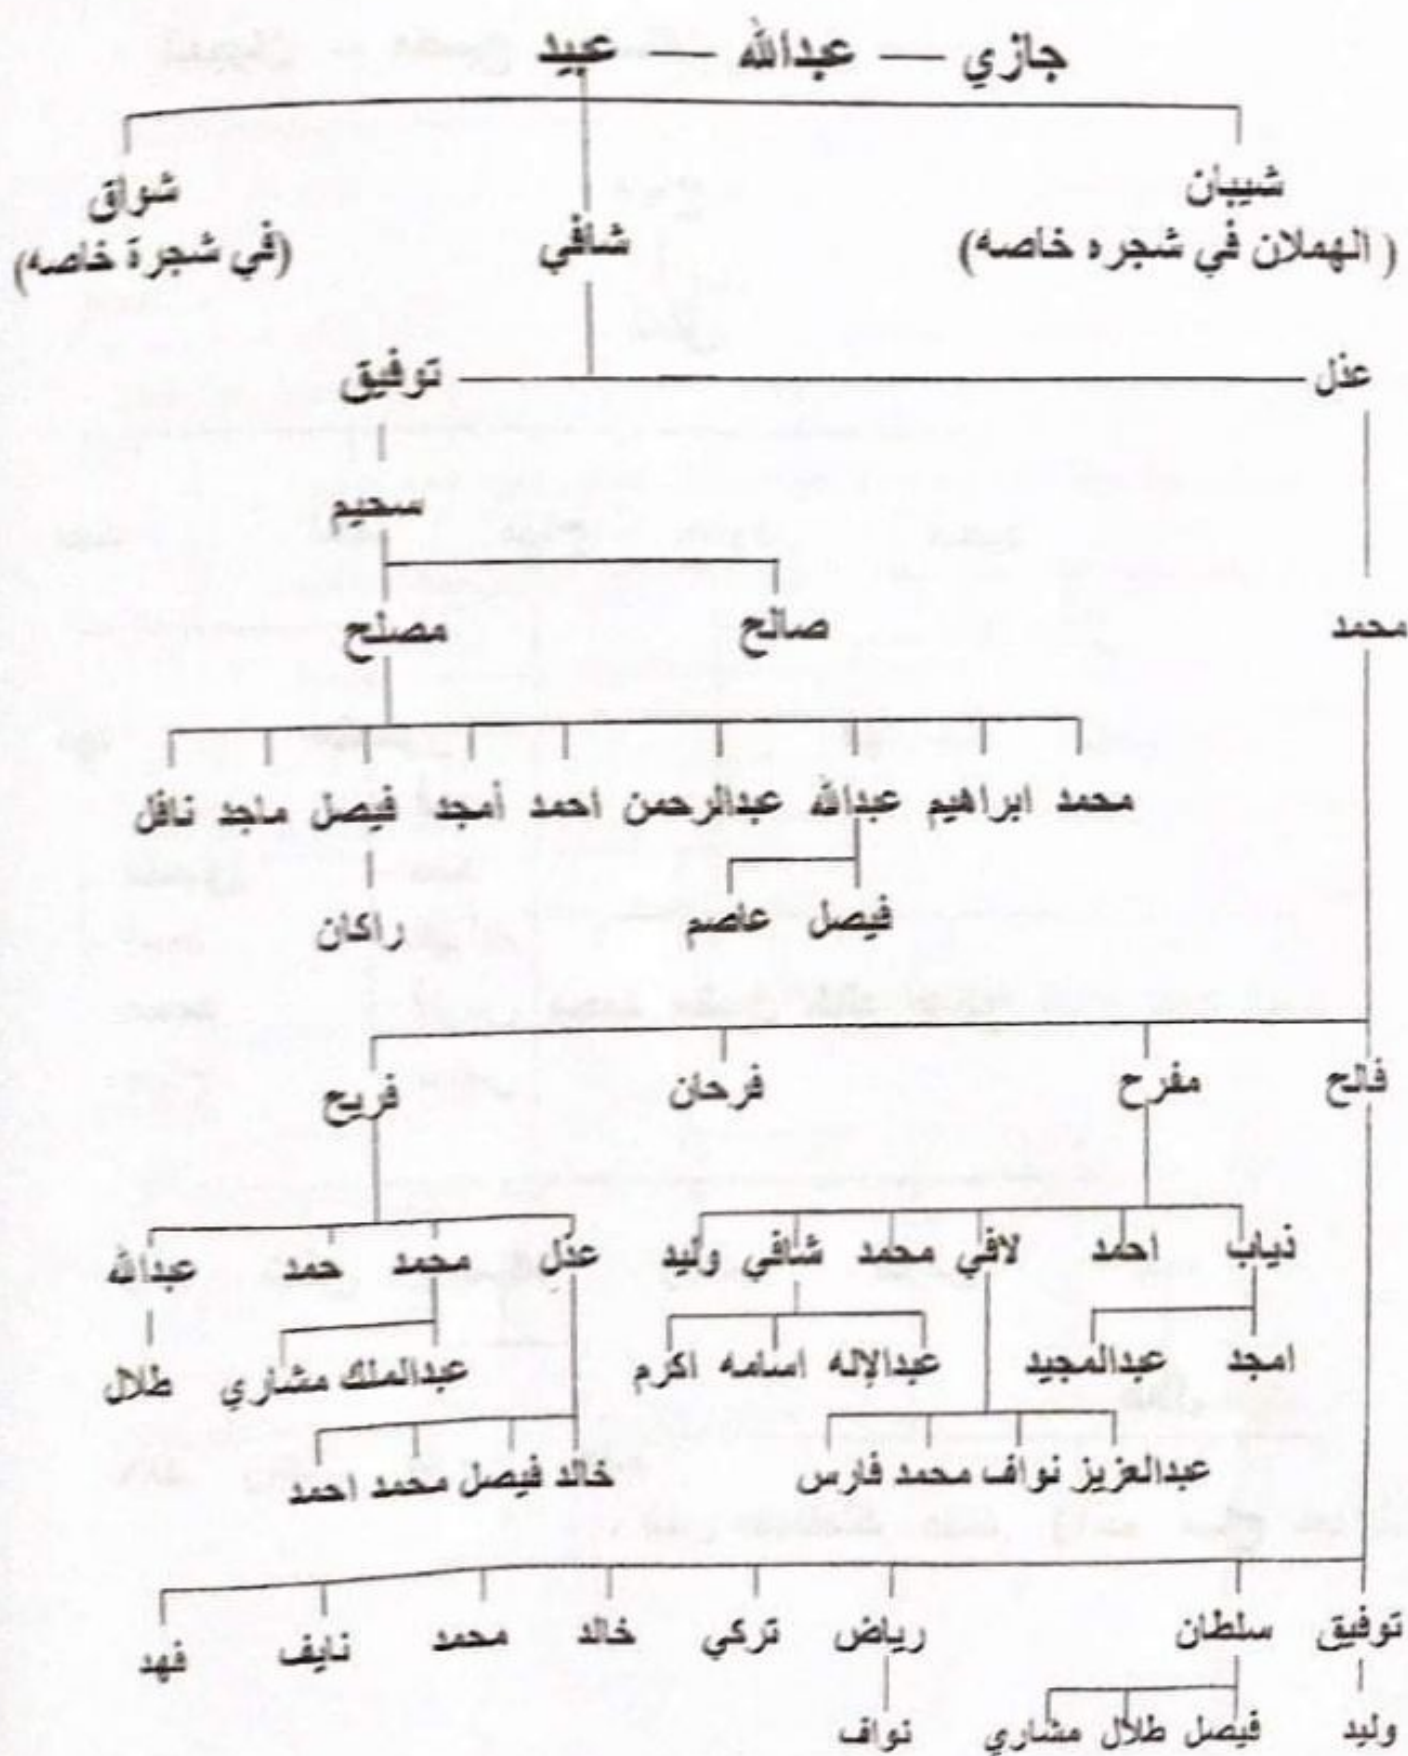 جازي — عبدالله — عبيد
شيبان
شواق
( الهملان في شجره خاصه)
شافي
(في شجرة خاصه)
عذل
توفيق
سحيم
محمد
صالح
مصلح
محمد ابراهيم عبدالله عبدالرحمن احمد أمجد فيصل ماجد نافل
فيصل عاصم
راكان
فالح
مفرح
فرحان
فريح
ذياب احمد لافي محمد شافي وليد
عذل محمد حمد عبدالله
امجد عبدالمجيد
عبدالإله اسامه اكرم
عبدالملك مشاري
طلال
عبدالعزيز نواف محمد فارس
خالد فيصل محمد احمد
توفيق سلطان رياض تركي خالد محمد نايف فهد
وليد
فيصل طلال مشاري
نواف